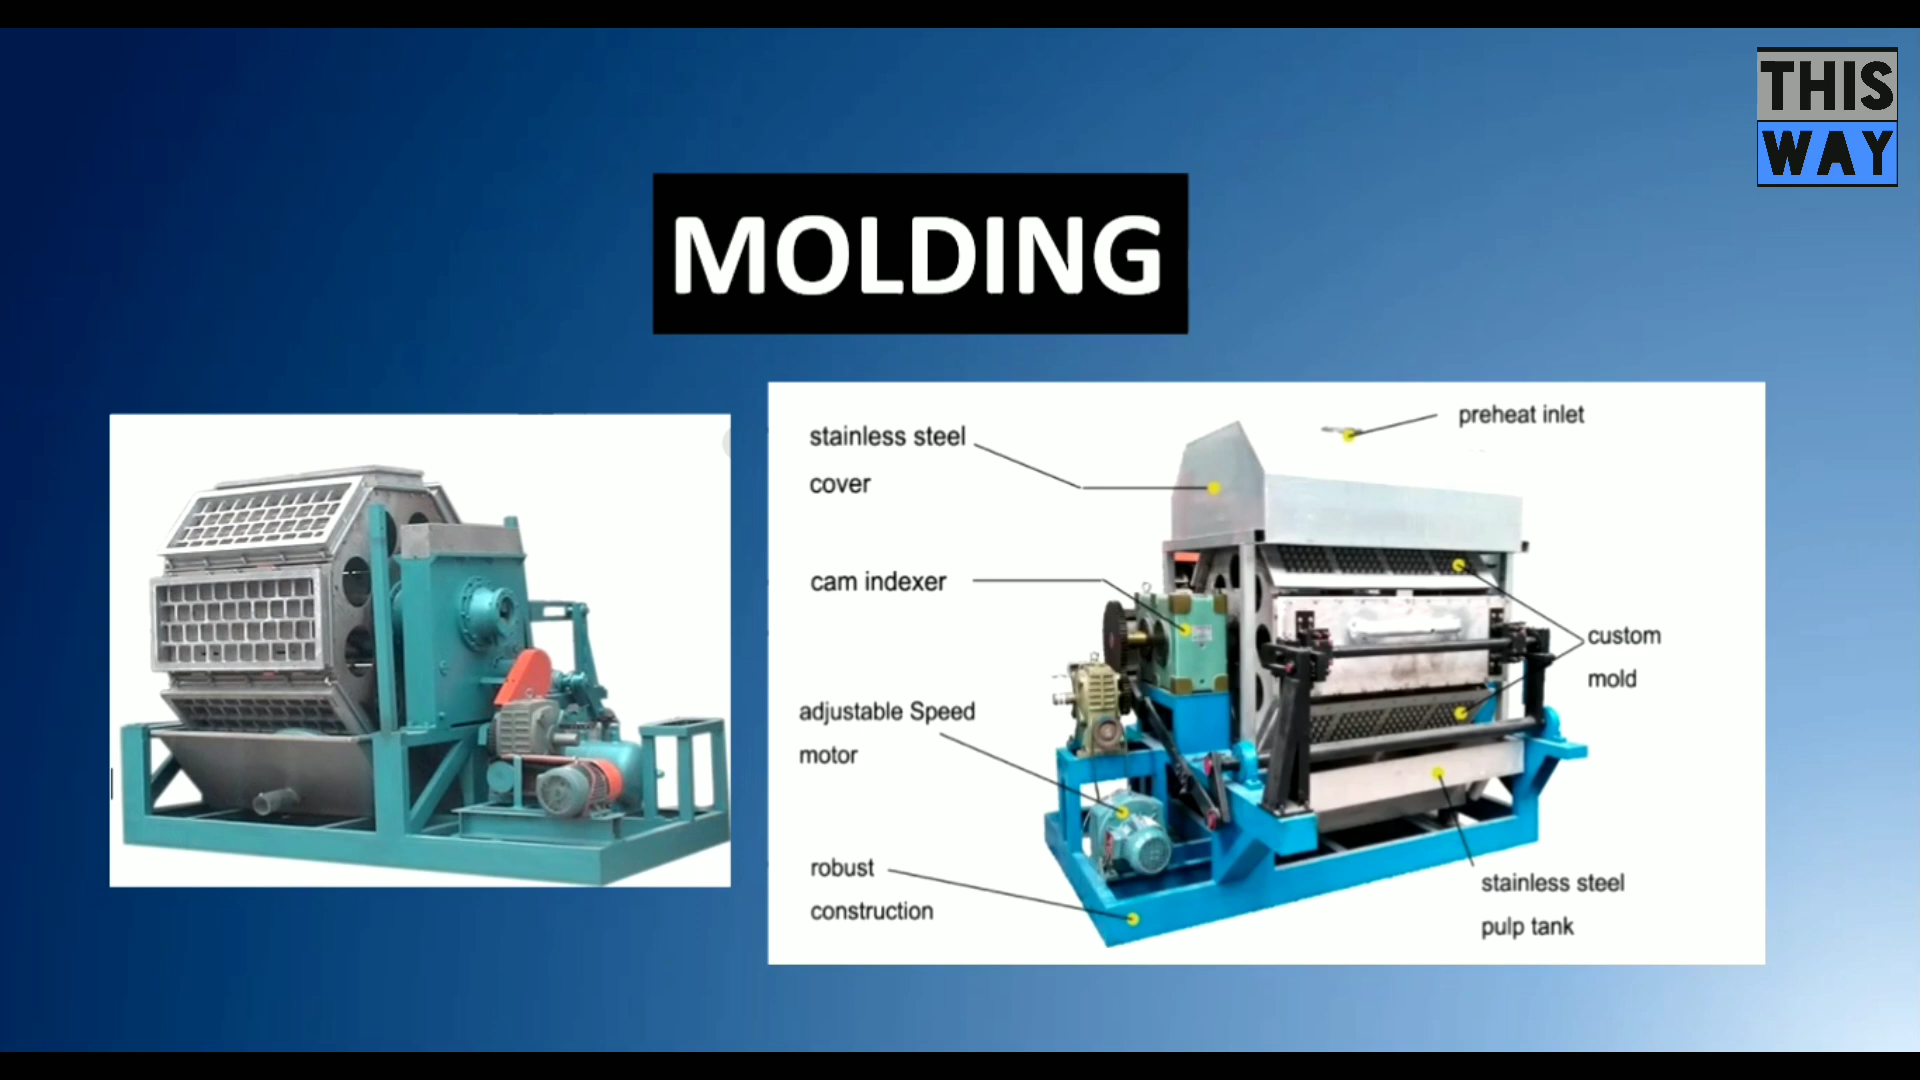 THIS
WAY
MOLDING
stainless steel
cover
cam indexer
adjustable Speed
motor
robust
construction
preheat inlet
custom
mold
stainless steel
pulp tank